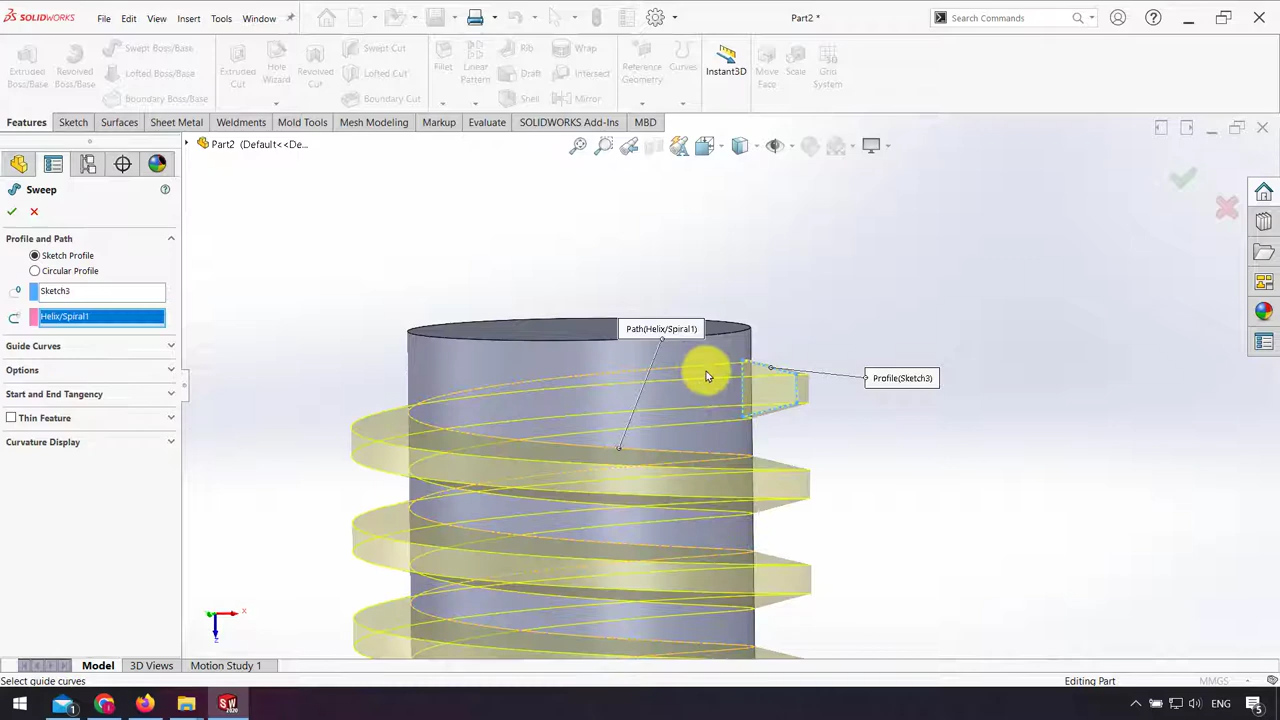 SOLIDWORKS File Edit View Insert Tools Window Part2 * Search Commands
Extruded Boss/Base
Revolved Boss/Base
Swept Boss/Base
Lofted Boss/Base
Boundary Boss/Base
Extruded Cut
Hole Wizard
Revolved Cut
Swept Cut
Lofted Cut
Boundary Cut
Fillet
Linear Pattern
Rib
Draft
Shell
Wrap
Intersect
Mirror
Reference Geometry
Curves
Instant3D
Move Face
Scale
Grid System
Features Sketch Surfaces Sheet Metal Weldments Mold Tools Mesh Modeling Markup Evaluate SOLIDWORKS Add-Ins MBD
Part2 (Default<<De...
Sweep
Profile and Path
Sketch Profile
Circular Profile
Sketch3
Helix/Spiral1
Guide Curves
Options
Start and End Tangency
Thin Feature
Curvature Display
Path(Helix/Spiral1)
Profile(Sketch3)
X
Z
Model 3D Views Motion Study 1
Select guide curves Editing Part MMGS
1 SW 2020 ENG 5